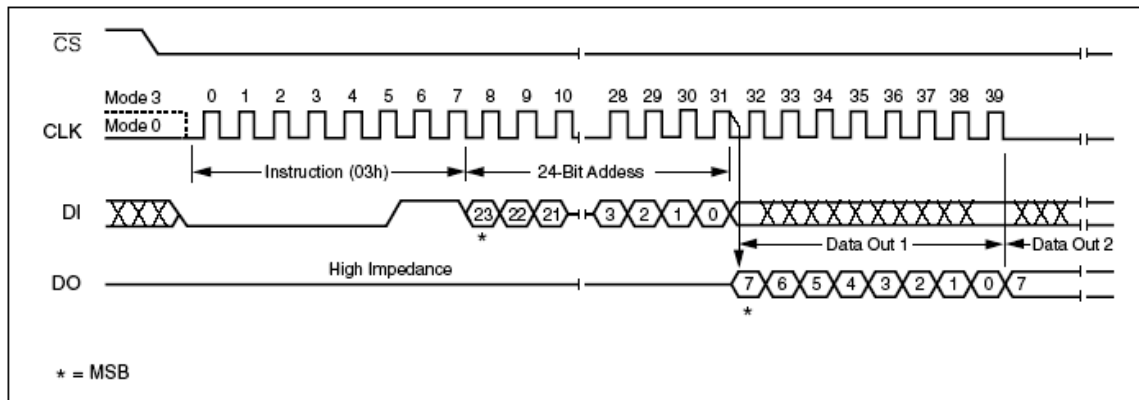 CS
Mode 3
0 1 2 3 4 5 6 7 8 9 10 28 29 30 31 32 33 34 35 36 37 38 39
CLK
Mode 0
Instruction (03h) 24-Bit Addess
DI
23 22 21 3 2 1 0
*
Data Out 1 Data Out 2
High Impedance
DO
7 6 5 4 3 2 1 0 7
*
* = MSB